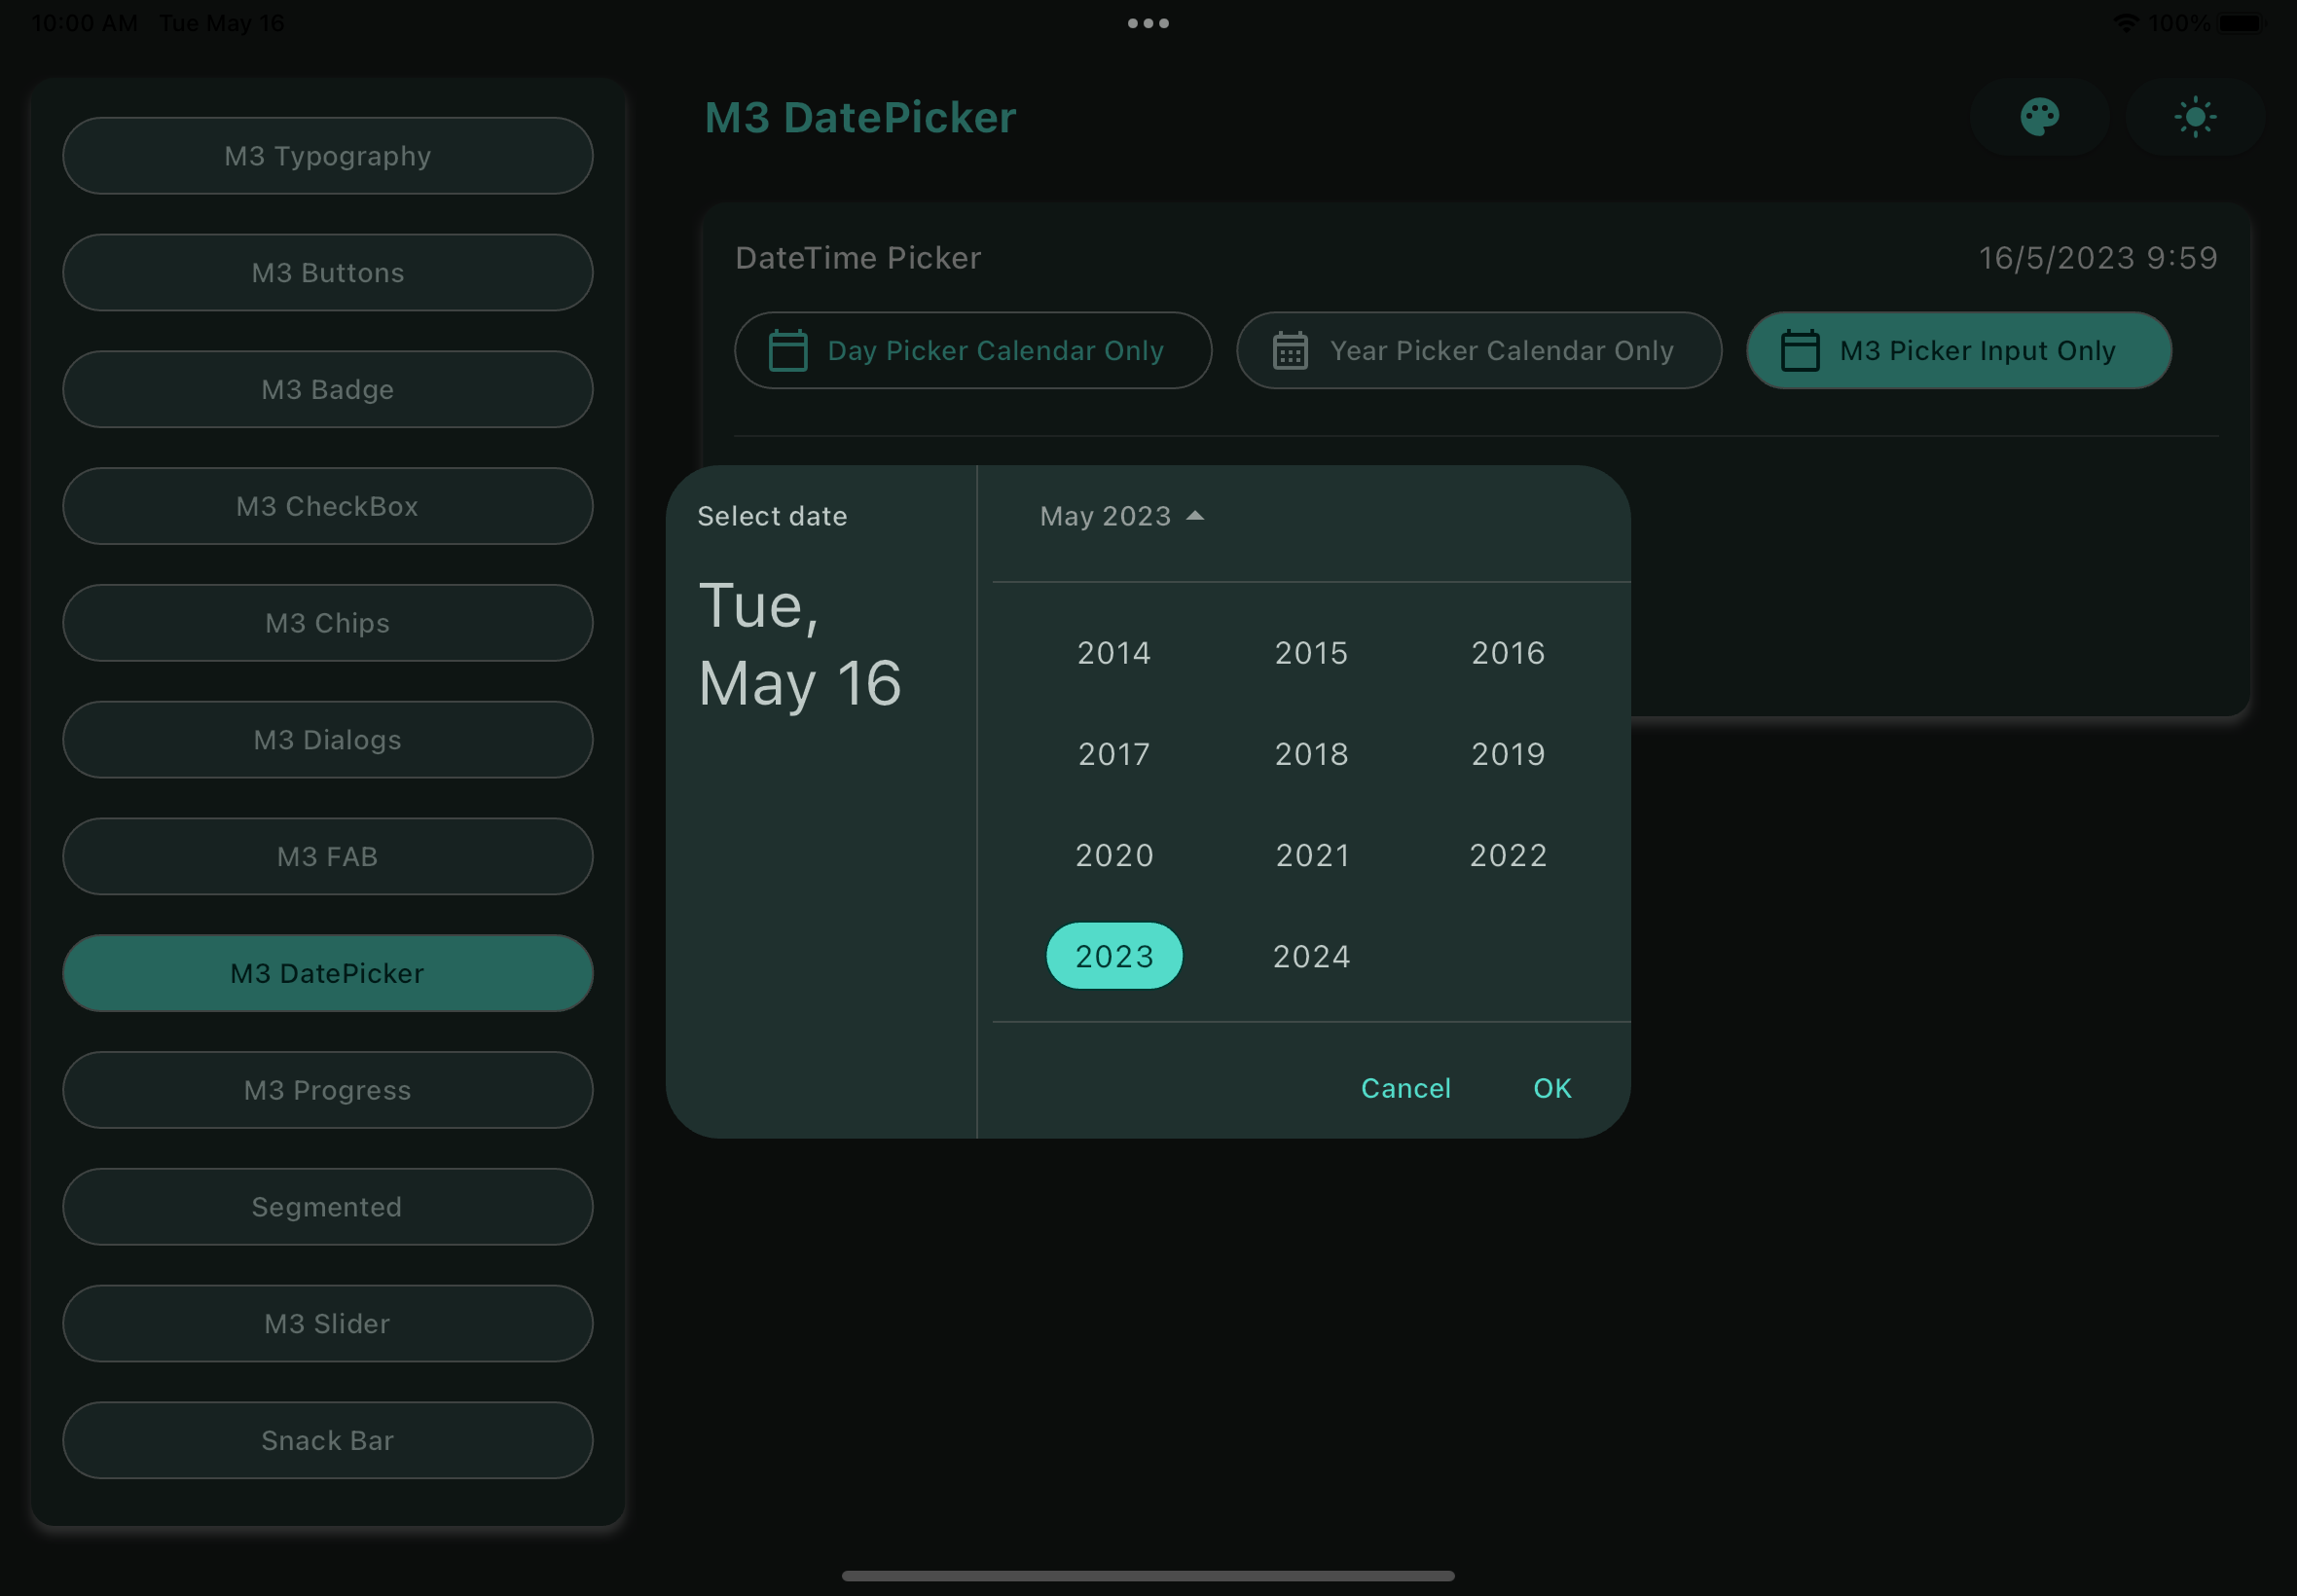 10:00 AM Tue May 16
100%
M3 Typography
M3 Buttons
M3 Badge
M3 CheckBox
M3 Chips
M3 Dialogs
M3 FAB
M3 DatePicker
M3 Progress
Segmented
M3 Slider
Snack Bar
M3 DatePicker
DateTime Picker 16/5/2023 9:59
Day Picker Calendar Only Year Picker Calendar Only M3 Picker Input Only
Select date
Tue,
May 16
May 2023
2014 2015 2016
2017 2018 2019
2020 2021 2022
2023 2024
Cancel OK